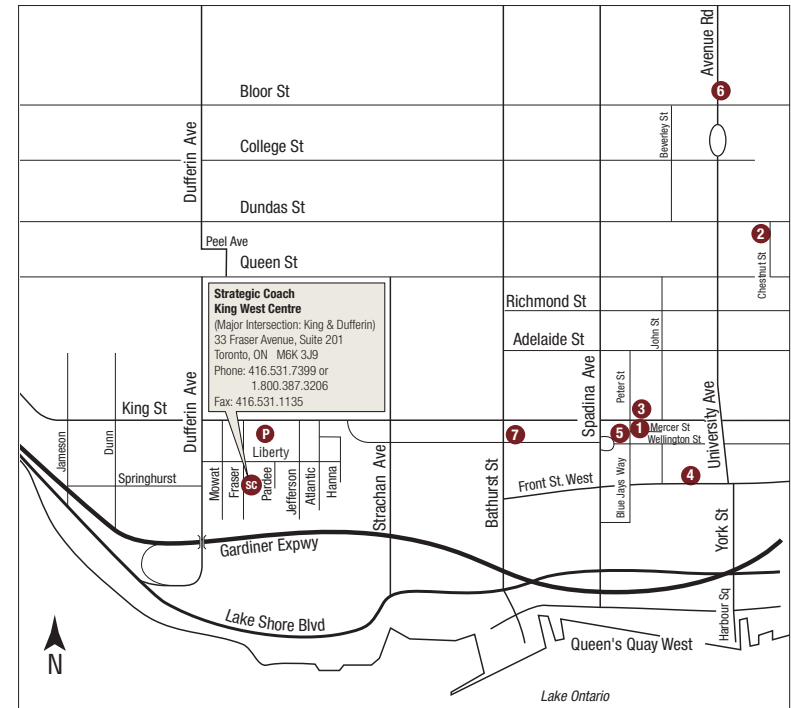 Avenue Rd
6
Bloor St
Beverley St
College St
Dufferin Ave
Dundas St
2
Peel Ave
Queen St
Chestnut St
Strategic Coach
King West Centre
(Major Intersection: King & Dufferin)
33 Fraser Avenue, Suite 201
Toronto, ON M6K 3J9
Phone: 416.531.7399 or
1.800.387.3206
Fax: 416.531.1135
Richmond St
John St
Adelaide St
Spadina Ave
Peter St
University Ave
King St
Dufferin Ave
3
P
7
5
1
Mercer St
Wellington St
Liberty
Jameson
Dunn
Springhurst
Mowat
Fraser
SC
Pardee
Jefferson
Atlantic
Hanna
Strachan Ave
Bathurst St
Front St. West
Blue Jays Way
4
York St
Gardiner Expwy
Lake Shore Blvd
Harbour Sq
Queen's Quay West
N
Lake Ontario